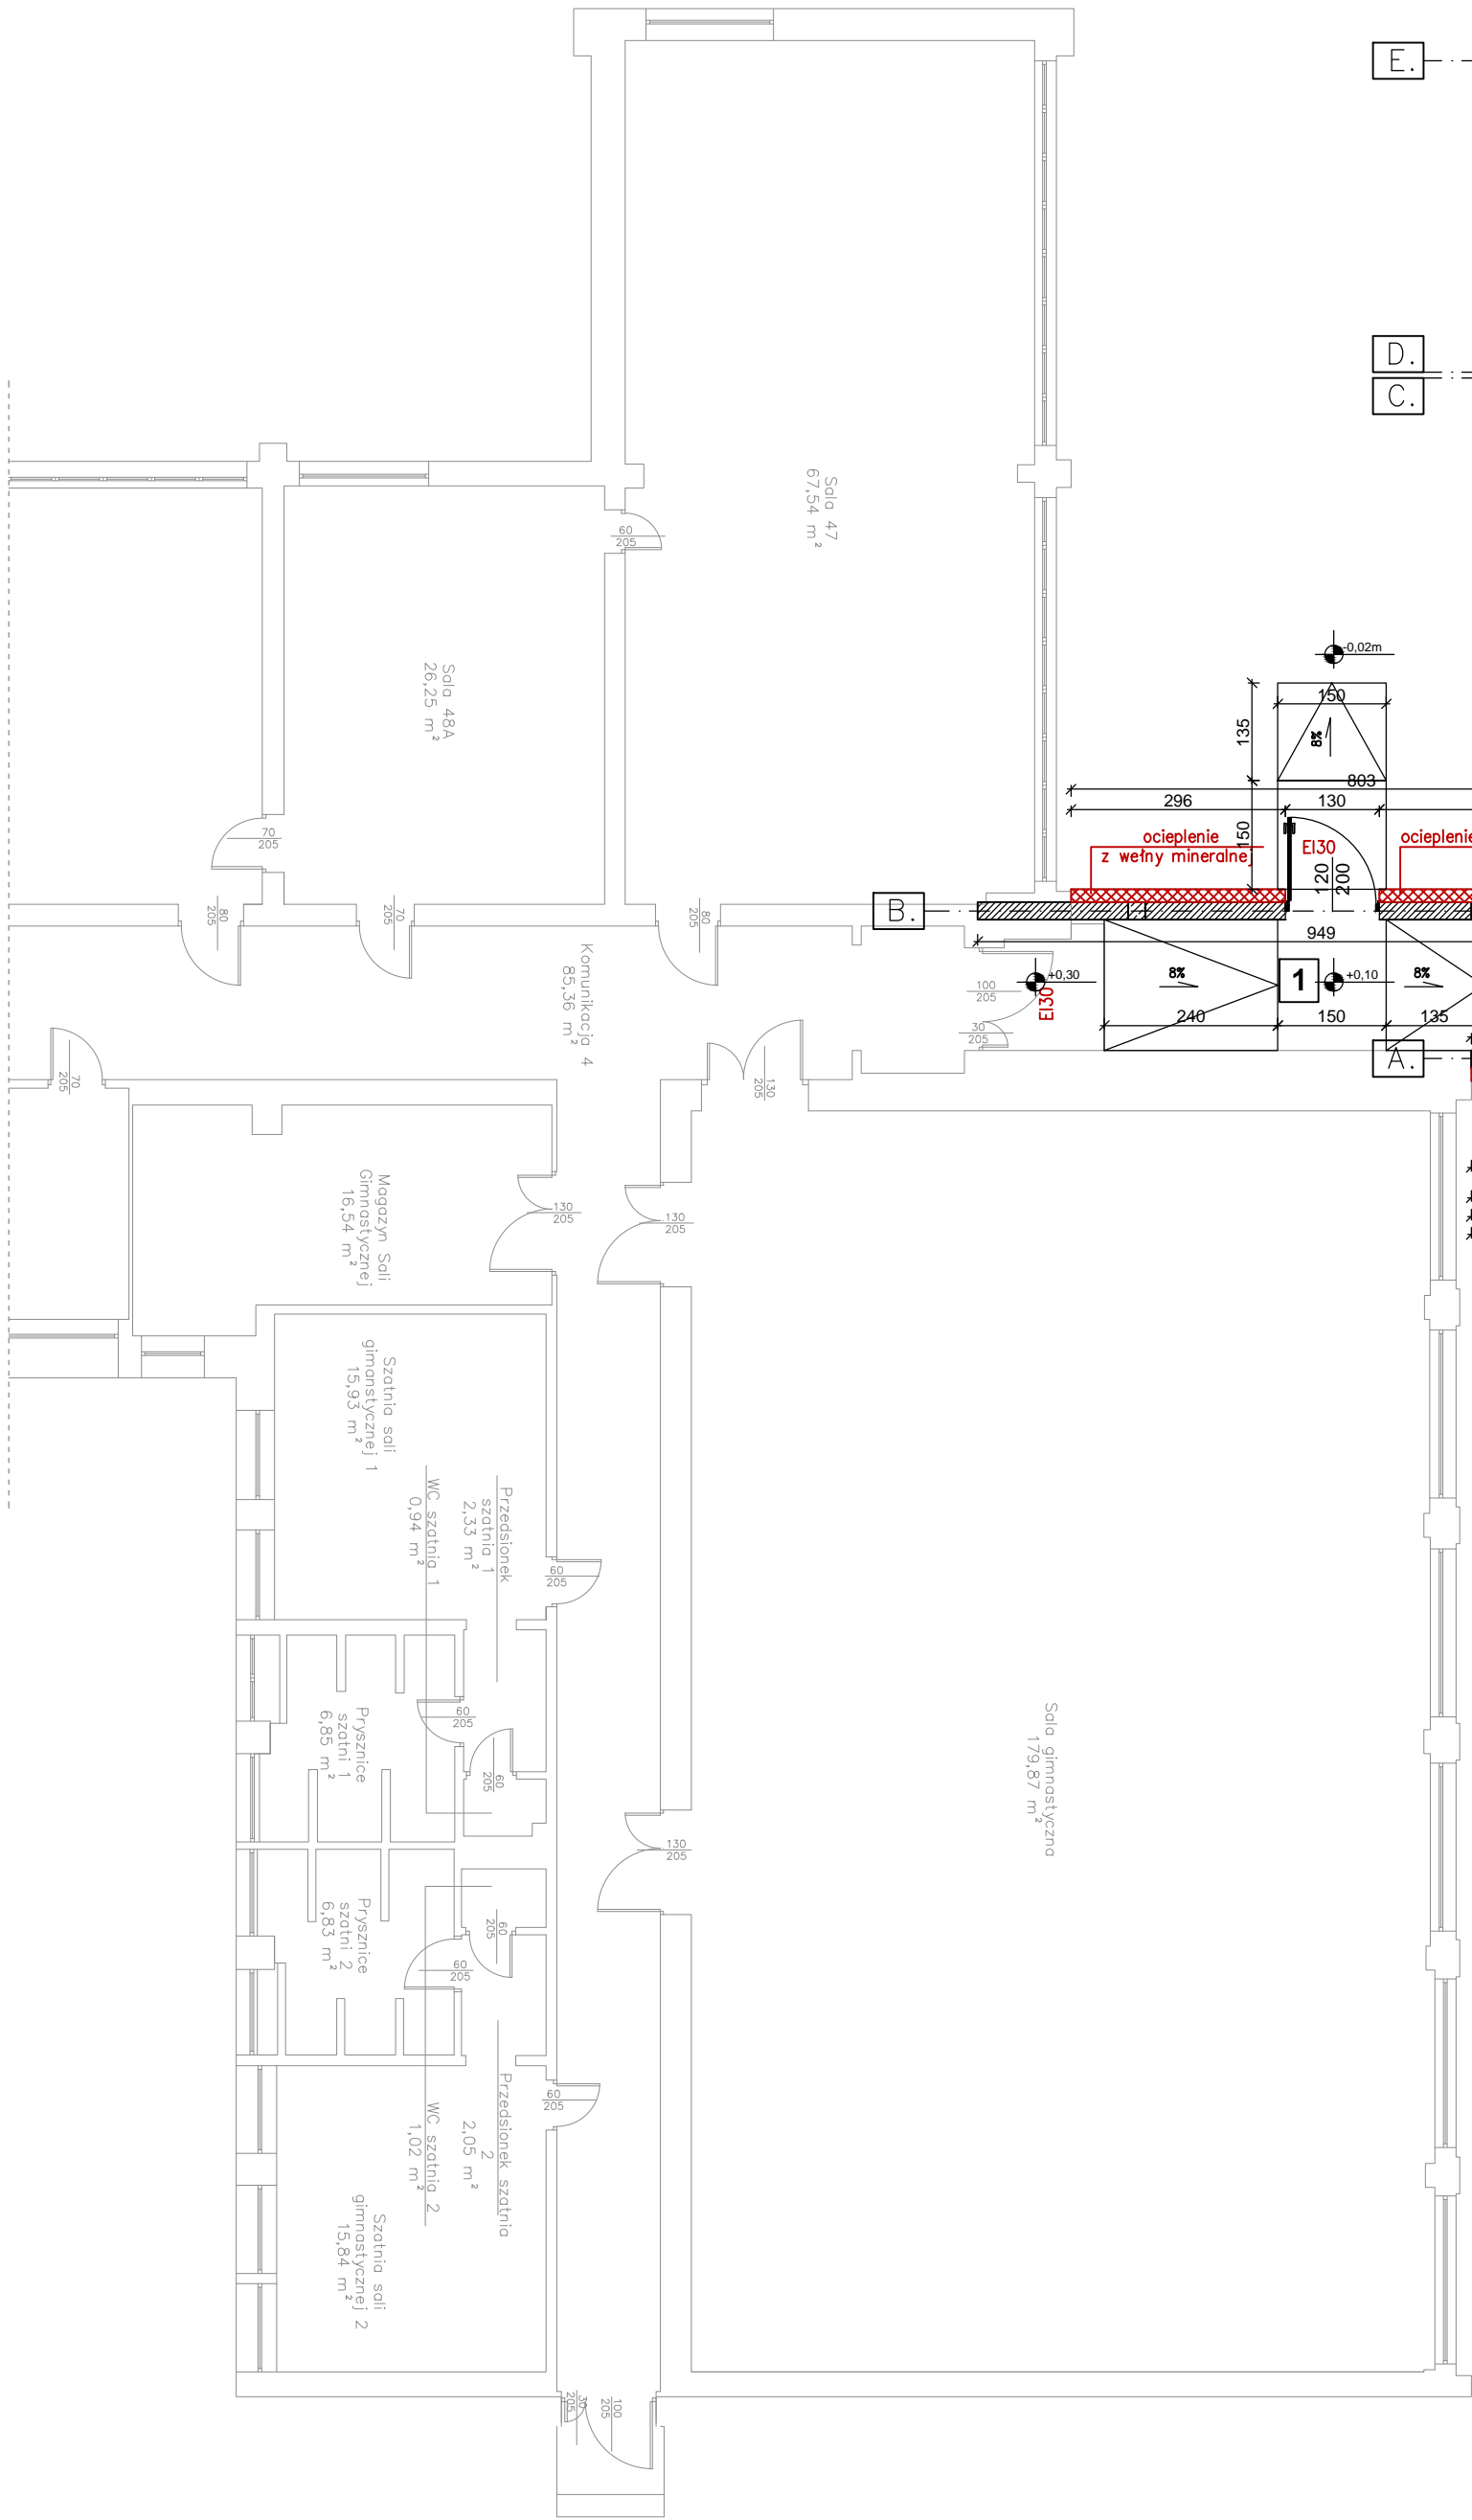 E.
D.
C.
Sala 47
67,54 m²
60
205
-0,02m
Sala 48A
26,25 m²
150
135
8%
803
296
130
150
ocieplenie
z wełny mineralnej
EI30
ocieplenie
120
200
70
205
80
205
70
205
80
205
B.
949
Komunikacja 4
85,36 m²
+0,30
EI30
100
205
30
205
8%
1
+0,10
8%
240
150
135
A.
70
205
130
205
Magazyn Sali
Gimnastycznej
16,54 m²
130
205
130
205
Szatnia sali
gimanstycznej 1
15,93 m²
WC szatnia 1
0,94 m²
Przedsionek
szatnia 1
2,33 m²
60
205
Prysznice
szatni 1
6,85 m²
60
205
60
205
Sala gimnastyczna
179,87 m²
130
205
Prysznice
szatni 2
6,83 m²
60
205
60
205
Przedsionek szatnia
2
2,05 m²
WC szatnia 2
1,02 m²
60
205
Szatnia sali
gimnastycznej 2
15,84 m²
30
205
100
205